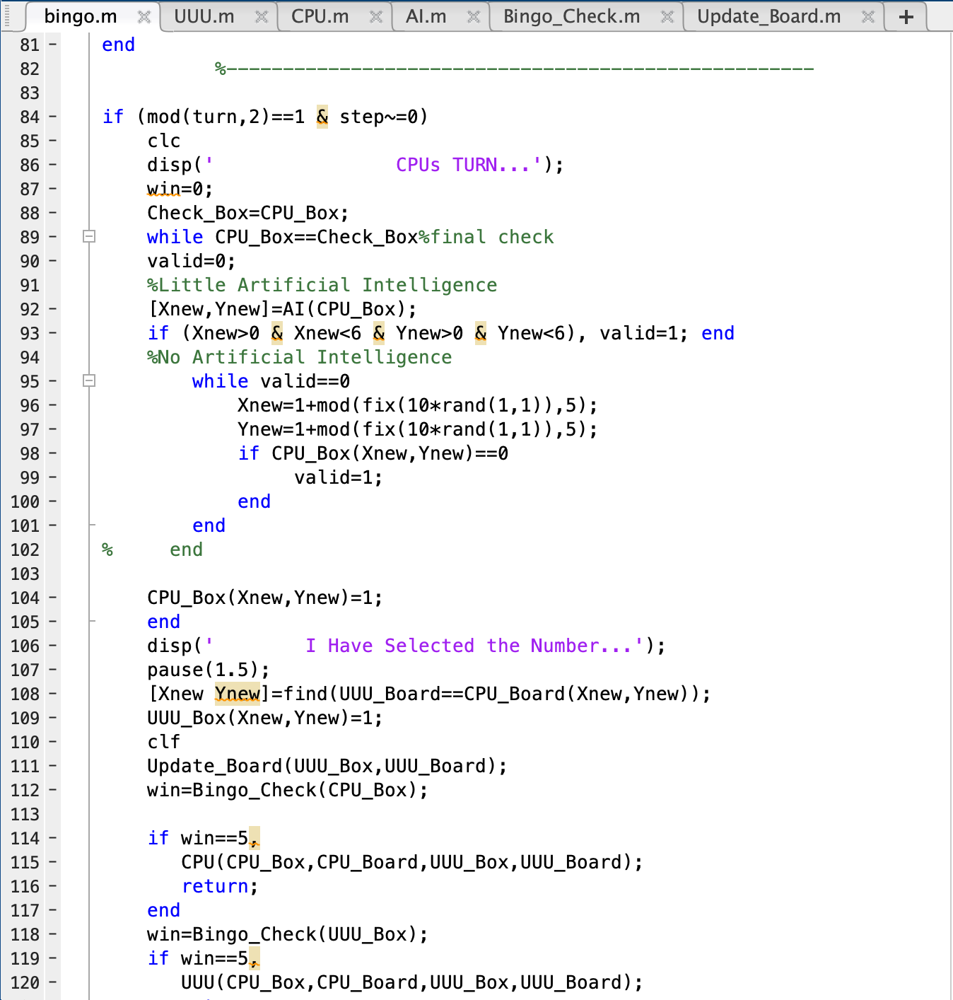 bingo.m UUU.m CPU.m AI.m Bingo_Check.m Update_Board.m +
81 - end
82 %----------------------------------------------------
83
84 - if (mod(turn,2)==1 & step~=0)
85 - clc
86 - disp('                CPUs TURN...');
87 - win=0;
88 - Check_Box=CPU_Box;
89 - while CPU_Box==Check_Box%final check
90 - valid=0;
91 %Little Artificial Intelligence
92 - [Xnew,Ynew]=AI(CPU_Box);
93 - if (Xnew>0 & Xnew<6 & Ynew>0 & Ynew<6), valid=1; end
94 %No Artificial Intelligence
95 - while valid==0
96 - Xnew=1+mod(fix(10*rand(1,1)),5);
97 - Ynew=1+mod(fix(10*rand(1,1)),5);
98 - if CPU_Box(Xnew,Ynew)==0
99 - valid=1;
100 - end
101 - end
102 %     end
103
104 - CPU_Box(Xnew,Ynew)=1;
105 - end
106 - disp('        I Have Selected the Number...');
107 - pause(1.5);
108 - [Xnew Ynew]=find(UUU_Board==CPU_Board(Xnew,Ynew));
109 - UUU_Box(Xnew,Ynew)=1;
110 - clf
111 - Update_Board(UUU_Box,UUU_Board);
112 - win=Bingo_Check(CPU_Box);
113
114 - if win==5,
115 - CPU(CPU_Box,CPU_Board,UUU_Box,UUU_Board);
116 - return;
117 - end
118 - win=Bingo_Check(UUU_Box);
119 - if win==5,
120 - UUU(CPU_Box,CPU_Board,UUU_Box,UUU_Board);